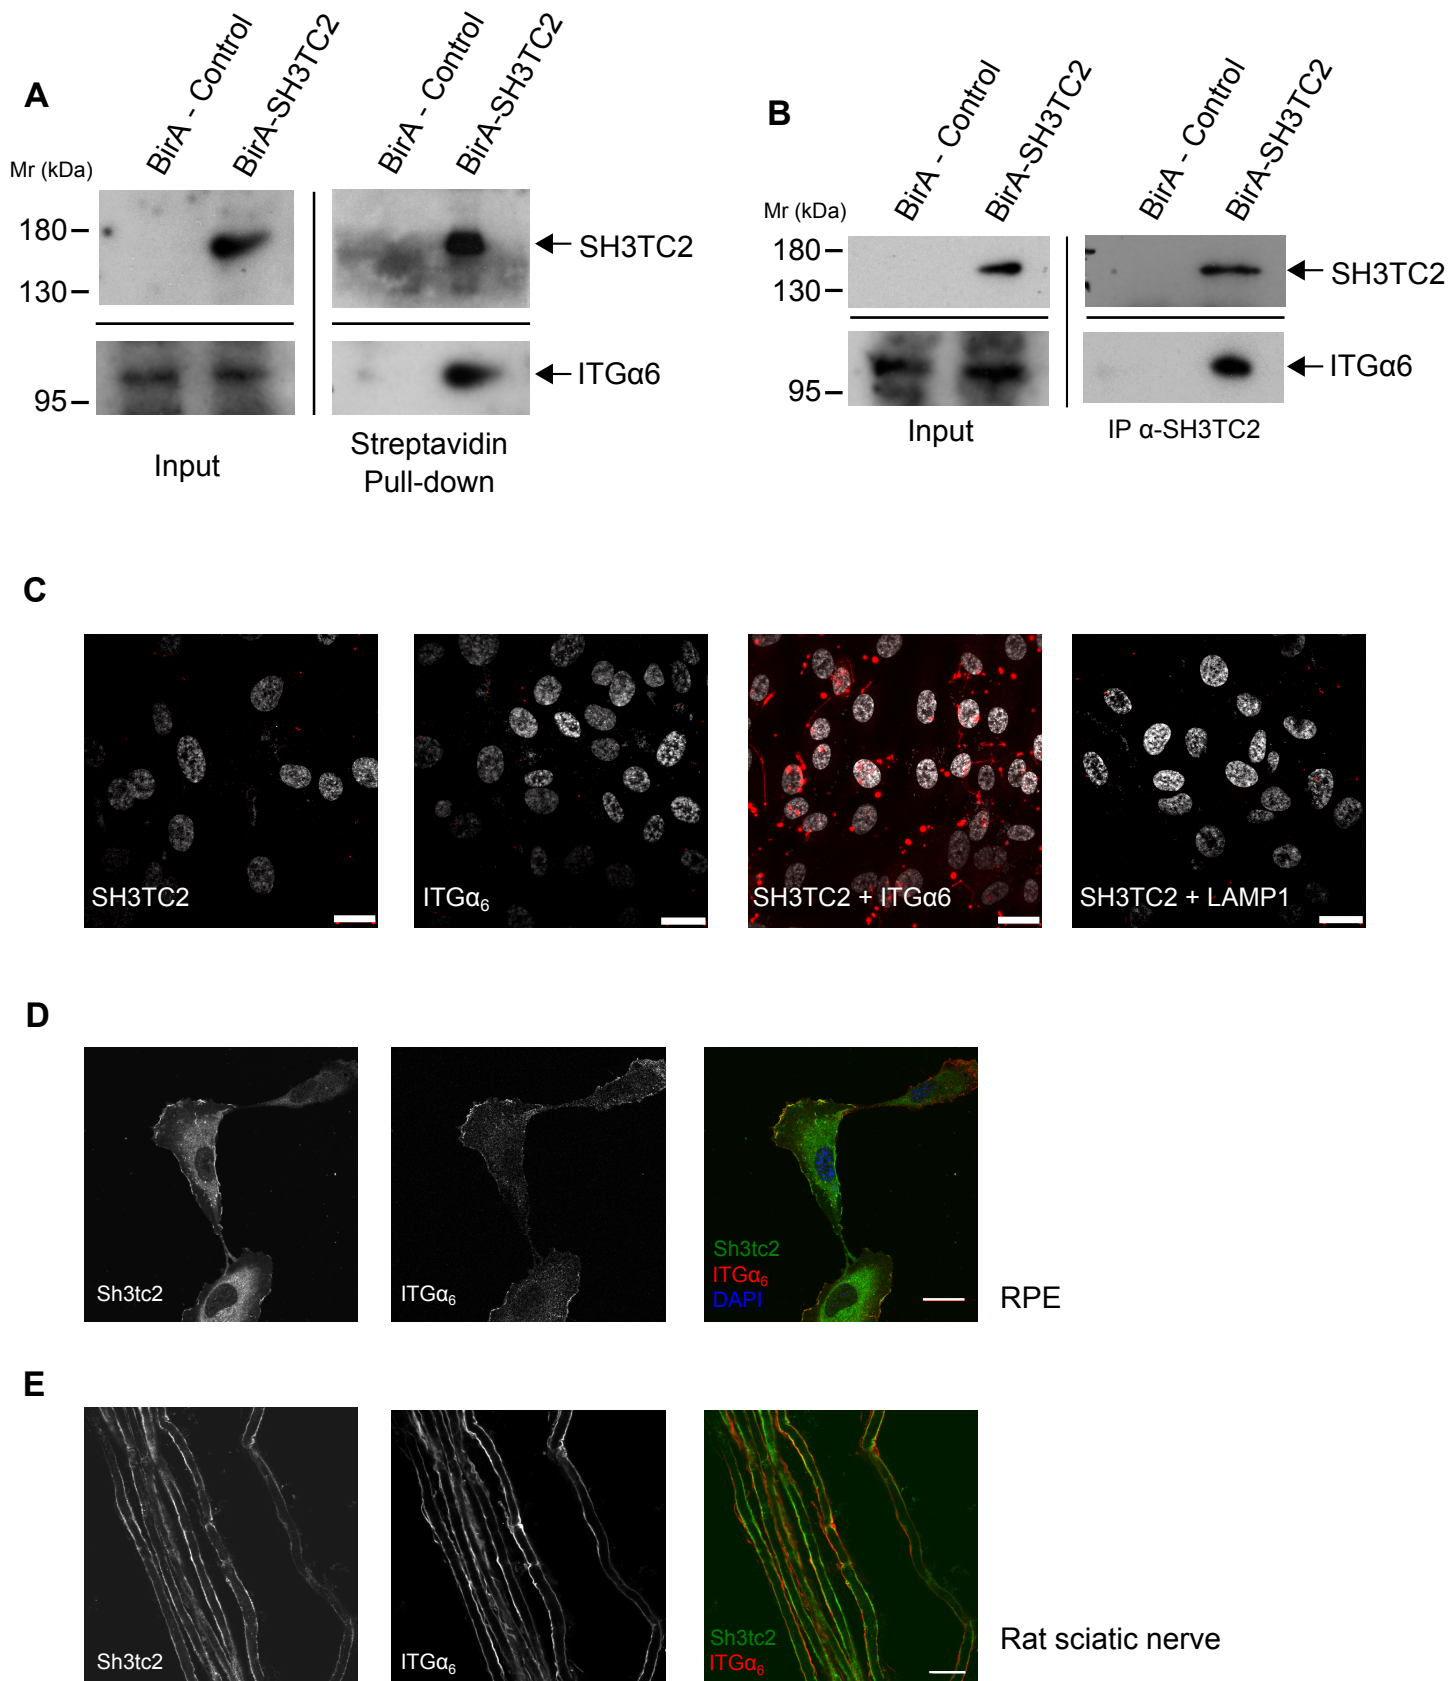 A
BirA - Control
BirA-SH3TC2
BirA - Control
BirA-SH3TC2
Mr (kDa)
180
130
95
SH3TC2
ITGα6
Input
Streptavidin
Pull-down
B
BirA - Control
BirA-SH3TC2
BirA - Control
BirA-SH3TC2
Mr (kDa)
180
130
95
SH3TC2
ITGα6
Input
IP α-SH3TC2
C
SH3TC2
ITGα6
SH3TC2 + ITGα6
SH3TC2 + LAMP1
D
Sh3tc2
ITGα6
Sh3tc2
ITGα6
DAPI
RPE
E
Sh3tc2
ITGα6
Sh3tc2
ITGα6
Rat sciatic nerve